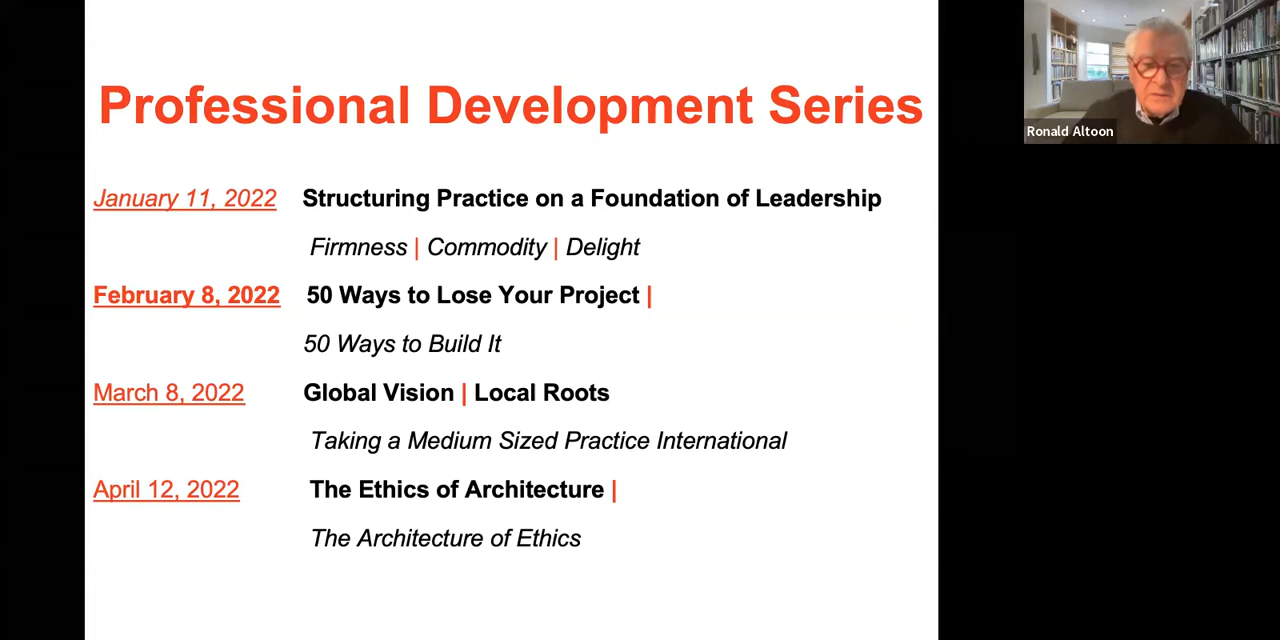 Professional Development Series
Ronald Altoon
January 11, 2022 Structuring Practice on a Foundation of Leadership
Firmness | Commodity | Delight
February 8, 2022 50 Ways to Lose Your Project |
50 Ways to Build It
March 8, 2022 Global Vision | Local Roots
Taking a Medium Sized Practice International
April 12, 2022 The Ethics of Architecture |
The Architecture of Ethics